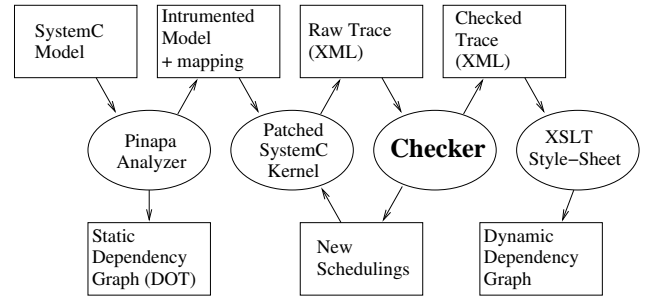 SystemC
Model
Intrumented
Model
+ mapping
Raw Trace
(XML)
Checked
Trace
(XML)
Pinapa
Analyzer
Patched
SystemC
Kernel
Checker
XSLT
Style−Sheet
Static
Dependency
Graph (DOT)
New
Schedulings
Dynamic
Dependency
Graph